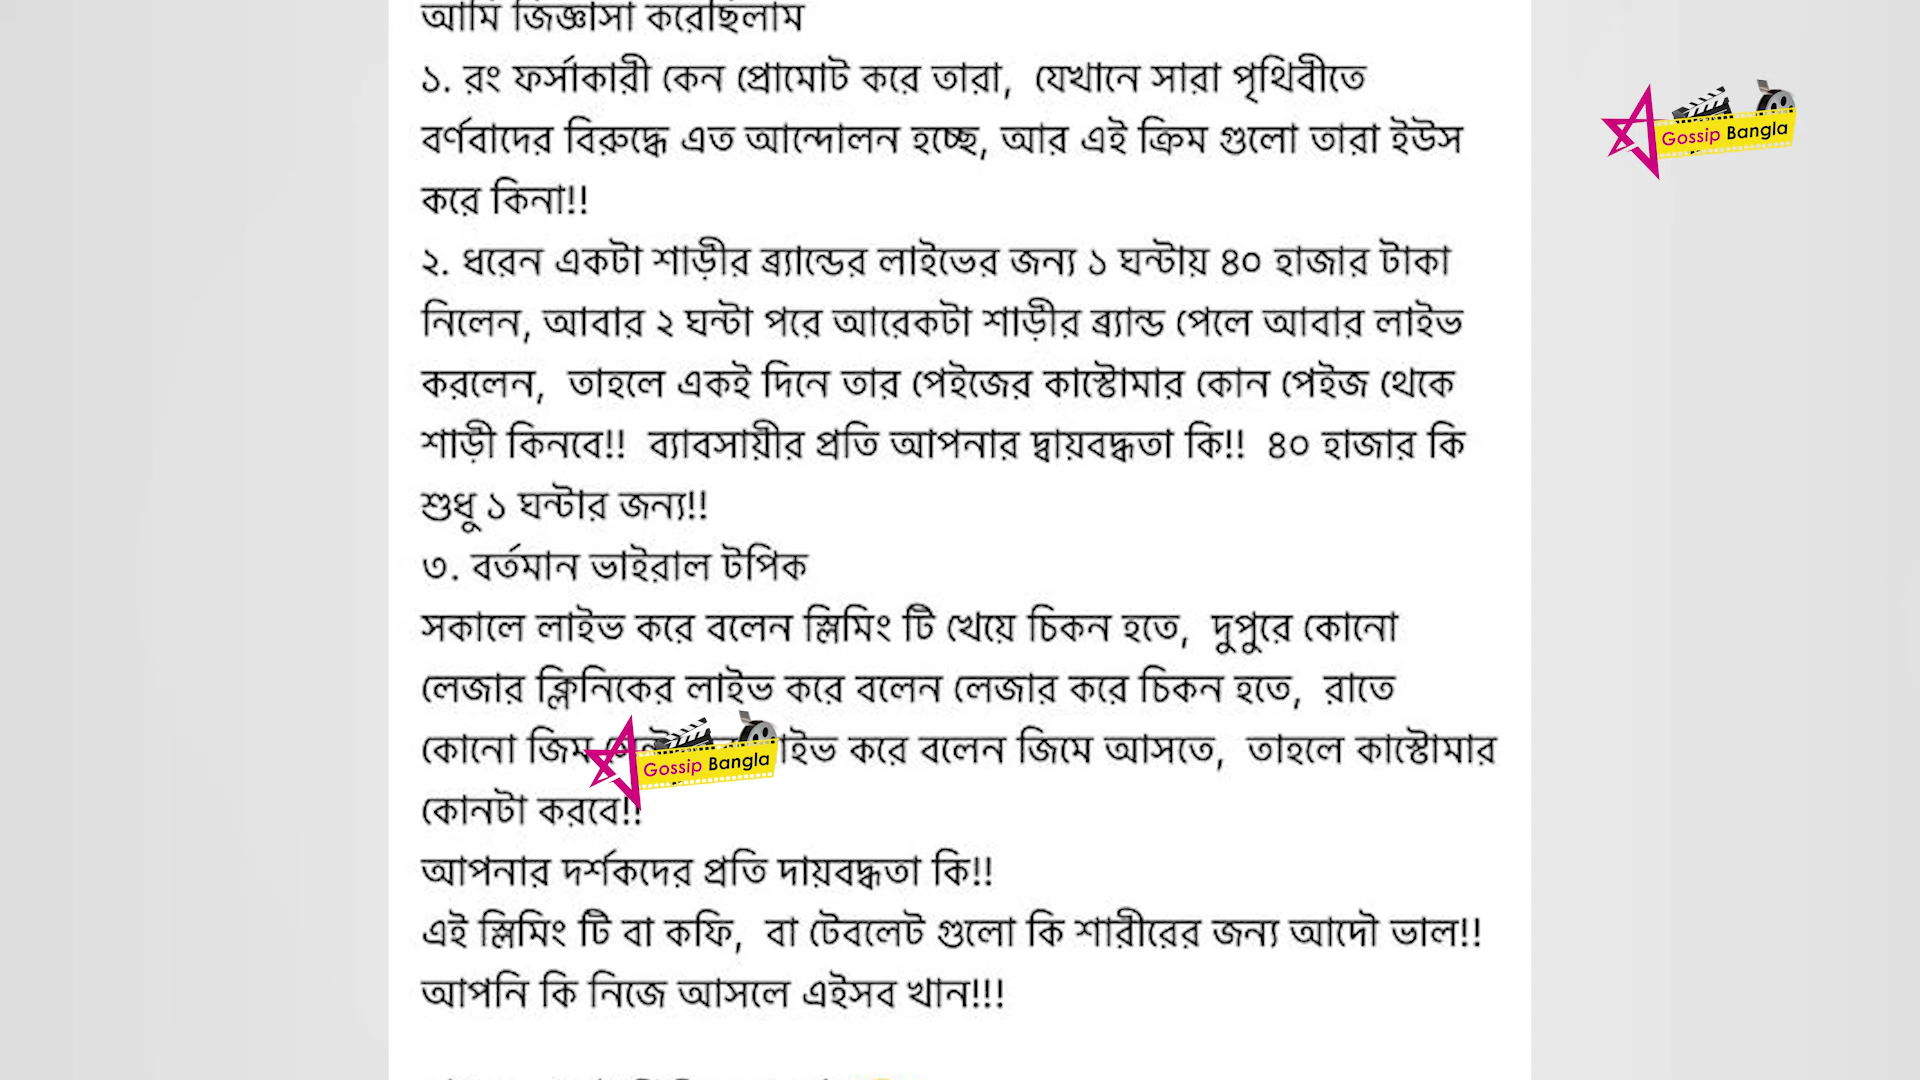 আমি জিজ্ঞাসা করেছিলাম
১. রং ফর্সাকারী কেন প্রোমোট করে তারা, যেখানে সারা পৃথিবীতে
বর্ণবাদের বিরুদ্ধে এত আন্দোলন হচ্ছে, আর এই ক্রিম গুলো তারা ইউস
করে কিনা!!
২. ধরেন একটা শাড়ীর ব্র্যান্ডের লাইভের জন্য ১ ঘন্টায় ৪০ হাজার টাকা
নিলেন, আবার ২ ঘন্টা পরে আরেকটা শাড়ীর ব্র্যান্ড পেলে আবার লাইভ
করলেন, তাহলে একই দিনে তার পেইজের কাস্টোমার কোন পেইজ থেকে
শাড়ী কিনবে!! ব্যাবসায়ীর প্রতি আপনার দ্বায়বদ্ধতা কি!! ৪০ হাজার কি
শুধু ১ ঘন্টার জন্য!!
৩. বর্তমান ভাইরাল টপিক
সকালে লাইভ করে বলেন স্লিমিং টি খেয়ে চিকন হতে, দুপুরে কোনো
লেজার ক্লিনিকের লাইভ করে বলেন লেজার করে চিকন হতে, রাতে
কোনো জিম লাইভ করে বলেন জিমে আসতে, তাহলে কাস্টোমার
কোনটা করবে!!
আপনার দর্শকদের প্রতি দায়বদ্ধতা কি!!
এই স্লিমিং টি বা কফি, বা টেবলেট গুলো কি শারীরের জন্য আদৌ ভাল!!
আপনি কি নিজে আসলে এইসব খান!!!
Gossip Bangla
Gossip Bangla